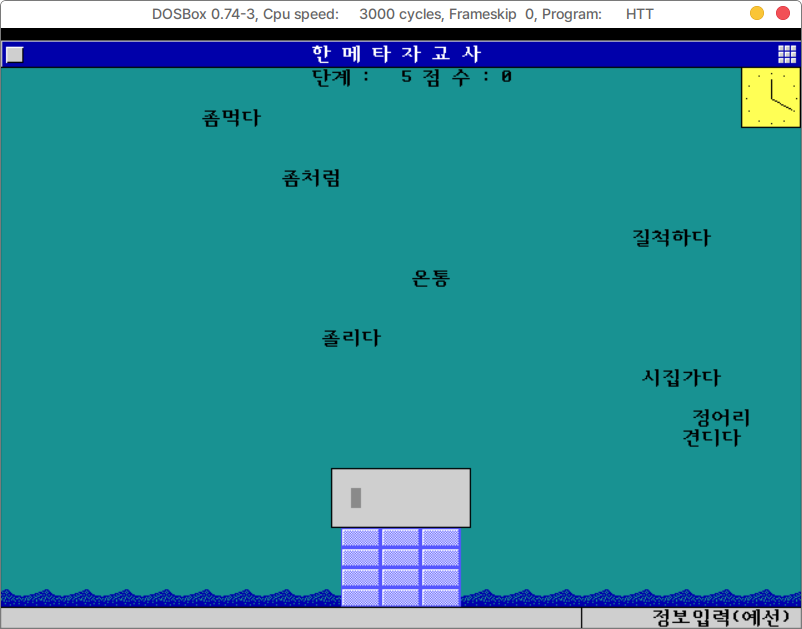 DOSBox 0.74-3, Cpu speed: 3000 cycles, Frameskip 0, Program: HTT
한 메 타 자 교 사
단계 : 5 점 수 : 0
좀먹다
좀처럼
질척하다
온통
졸리다
시집가다
정어리
견디다
정보입력(예선)